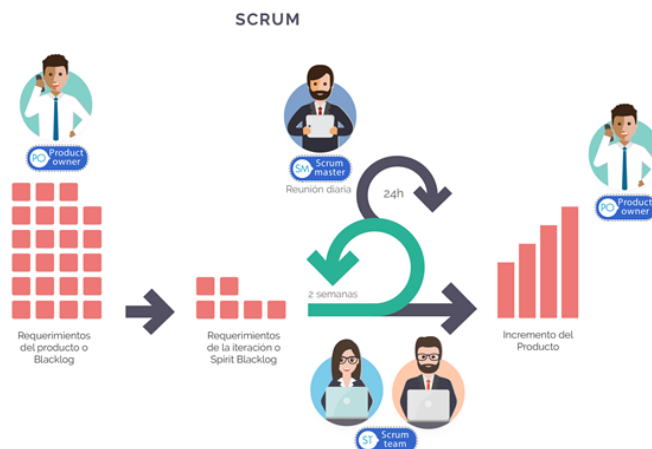 SCRUM
PO Product
owner
SM Scrum
master
Reunión diaria
24h
PO Product
owner
2 semanas
Requerimientos
del producto o
Blacklog
Requerimientos
de la iteración o
Spirit Blacklog
Incremento del
Producto
ST Scrum
team